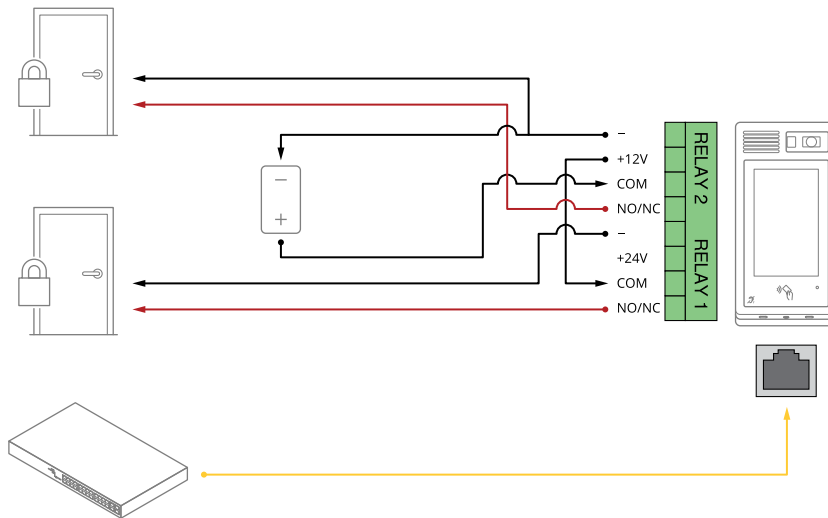 –
+12V
COM
NO/NC
–
+24V
COM
NO/NC
RELAY 2
RELAY 1
–
+